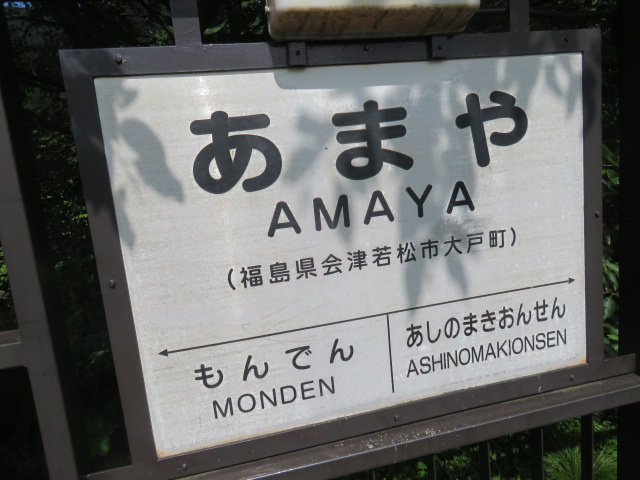 あまや
AMAYA
(福島県会津若松市大戸町)
もんでん
MONDEN
あしのまきおんせん
ASHINOMAKIONSEN